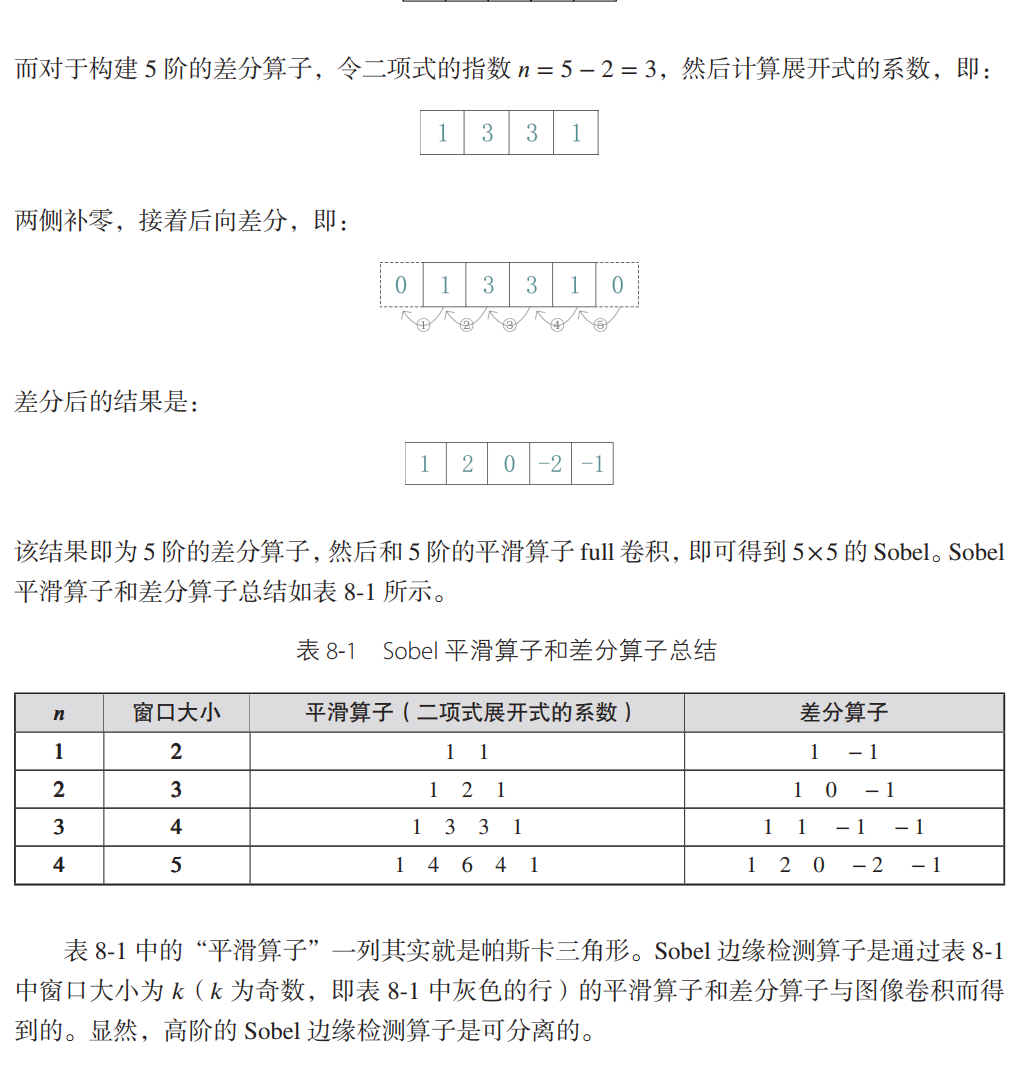 而对于构建 5 阶的差分算子，令二项式的指数 n = 5 − 2 = 3，然后计算展开式的系数，即：
1 3 3 1
两侧补零，接着后向差分，即：
0 1 3 3 1 0
① ② ③ ④ ⑤
差分后的结果是：
1 2 0 -2 -1
该结果即为 5 阶的差分算子，然后和 5 阶的平滑算子 full 卷积，即可得到 5×5 的 Sobel。Sobel
平滑算子和差分算子总结如表 8-1 所示。
表 8-1 Sobel 平滑算子和差分算子总结
n 窗口大小 平滑算子（二项式展开式的系数） 差分算子
1 2 1 1 1 −1
2 3 1 2 1 1 0 −1
3 4 1 3 3 1 1 1 −1 −1
4 5 1 4 6 4 1 1 2 0 −2 −1
表 8-1 中的“平滑算子”一列其实就是帕斯卡三角形。Sobel 边缘检测算子是通过表 8-1
中窗口大小为 k（k 为奇数，即表 8-1 中灰色的行）的平滑算子和差分算子与图像卷积而得
到的。显然，高阶的 Sobel 边缘检测算子是可分离的。